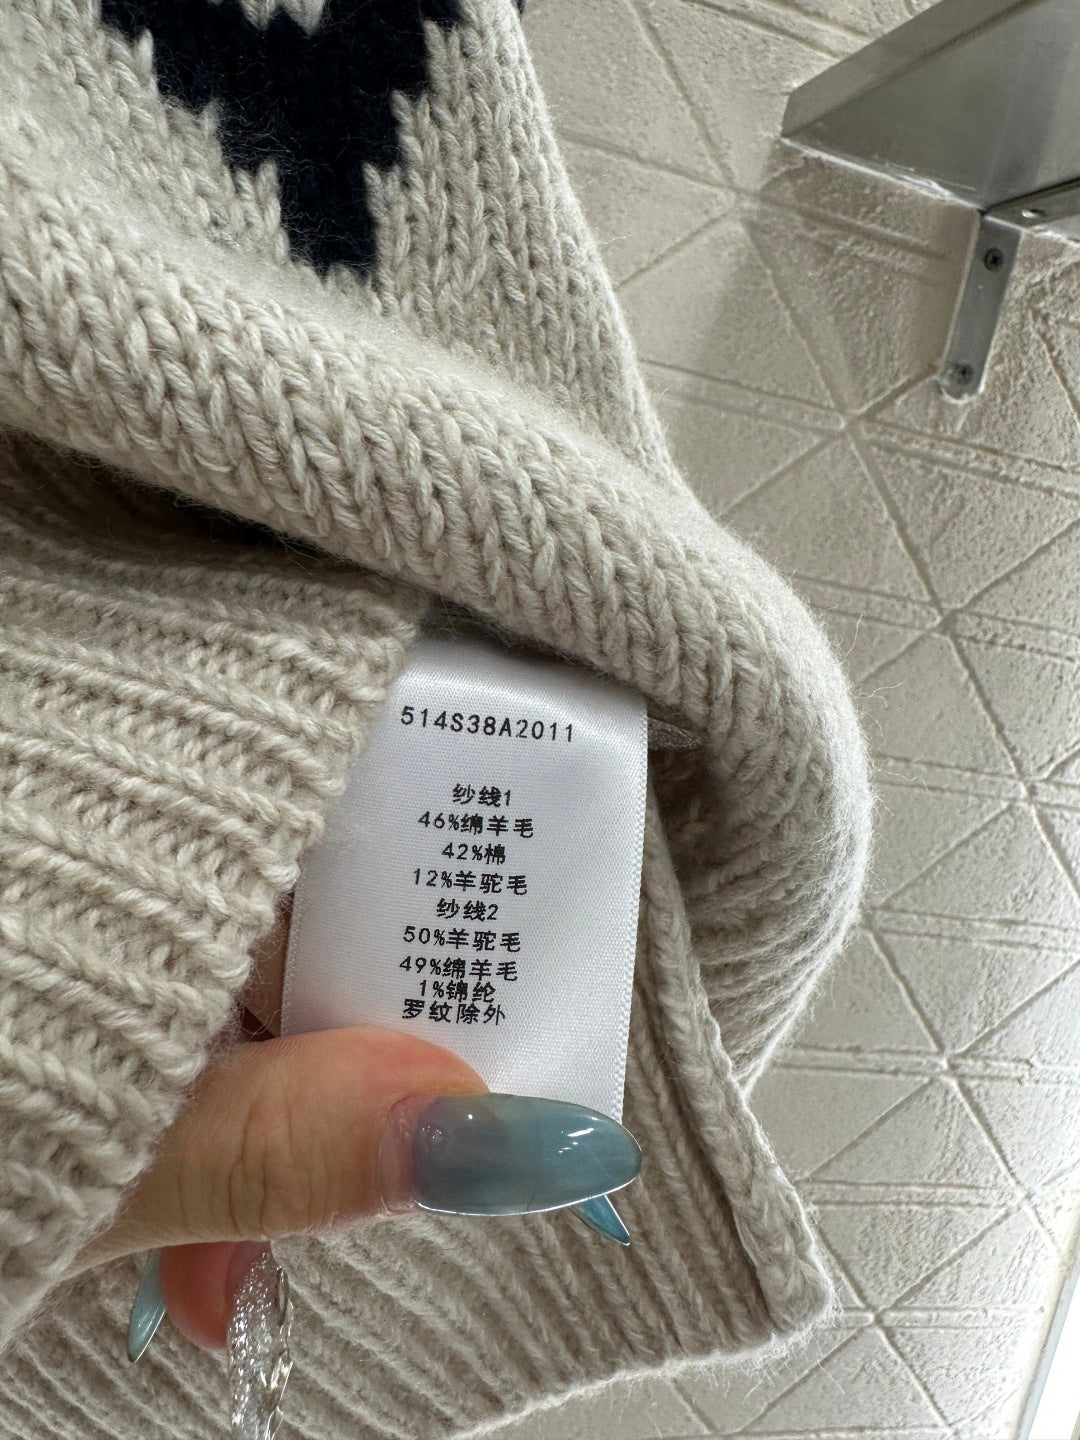 514S38A2011
纱线1
46%绵羊毛
42%棉
12%羊驼毛
纱线2
50%羊驼毛
49%绵羊毛
1%锦纶
罗纹除外